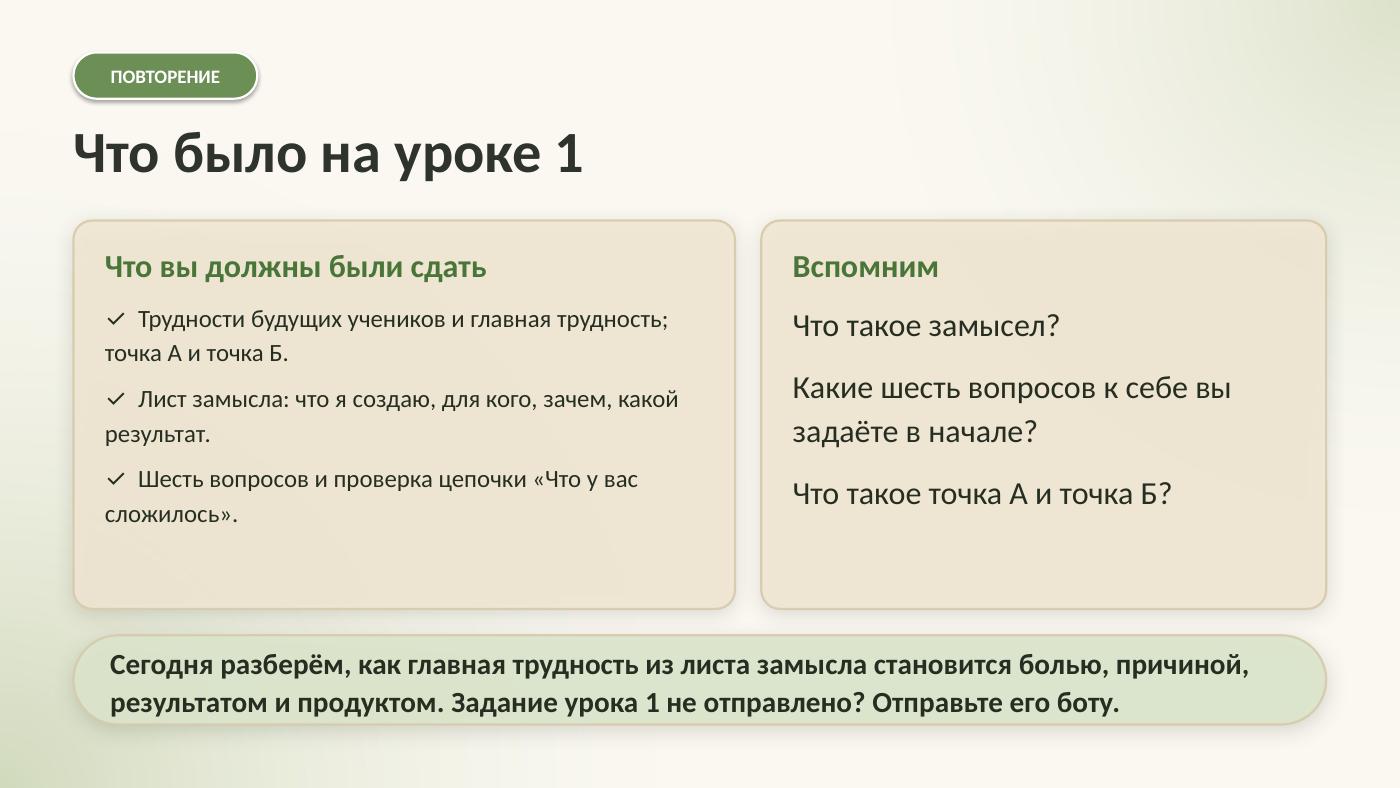 ПОВТОРЕНИЕ
Что было на уроке 1
Что вы должны были сдать
✓ Трудности будущих учеников и главная трудность;
точка А и точка Б.
✓ Лист замысла: что я создаю, для кого, зачем, какой
результат.
✓ Шесть вопросов и проверка цепочки «Что у вас
сложилось».
Вспомним
Что такое замысел?
Какие шесть вопросов к себе вы
задаёте в начале?
Что такое точка А и точка Б?
Сегодня разберём, как главная трудность из листа замысла становится болью, причиной,
результатом и продуктом. Задание урока 1 не отправлено? Отправьте его боту.